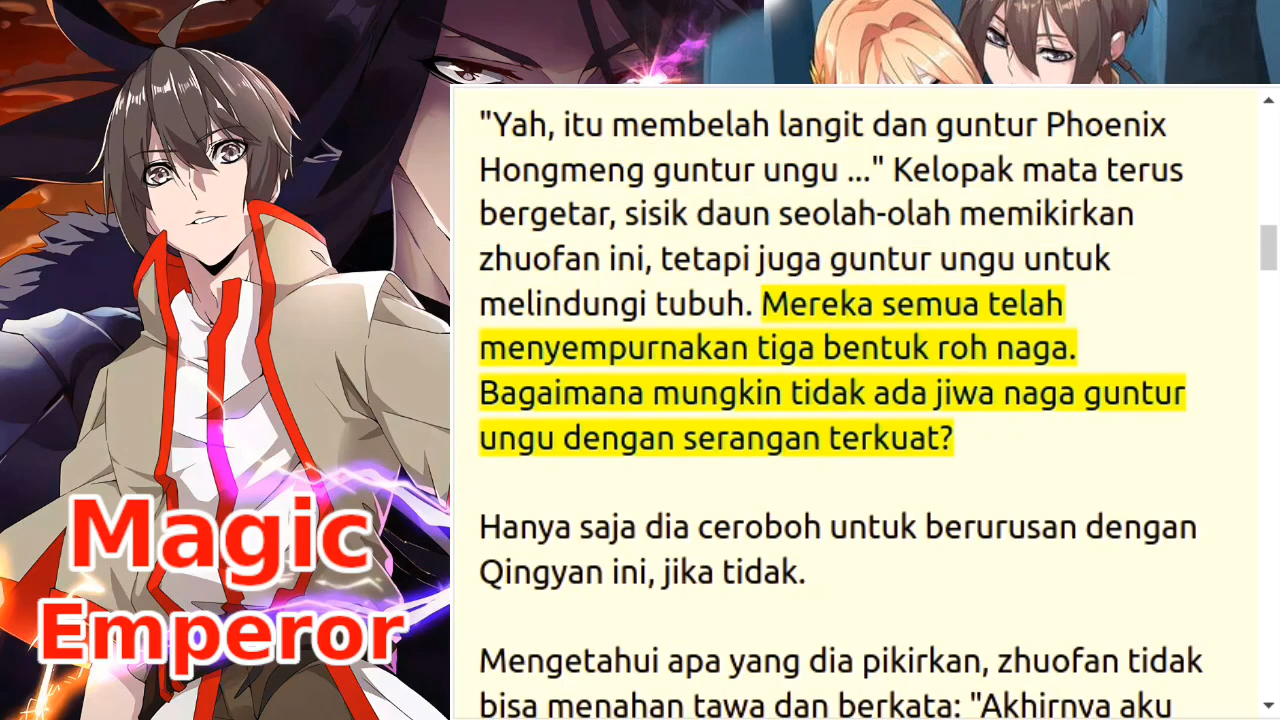 Magic
Emperor
"Yah, itu membelah langit dan guntur Phoenix
Hongmeng guntur ungu ..." Kelopak mata terus
bergetar, sisik daun seolah-olah memikirkan
zhuofan ini, tetapi juga guntur ungu untuk
melindungi tubuh. Mereka semua telah
menyempurnakan tiga bentuk roh naga.
Bagaimana mungkin tidak ada jiwa naga guntur
ungu dengan serangan terkuat?
Hanya saja dia ceroboh untuk berurusan dengan
Qingyan ini, jika tidak.
Mengetahui apa yang dia pikirkan, zhuofan tidak
bisa menahan tawa dan berkata: "Akhirnya aku